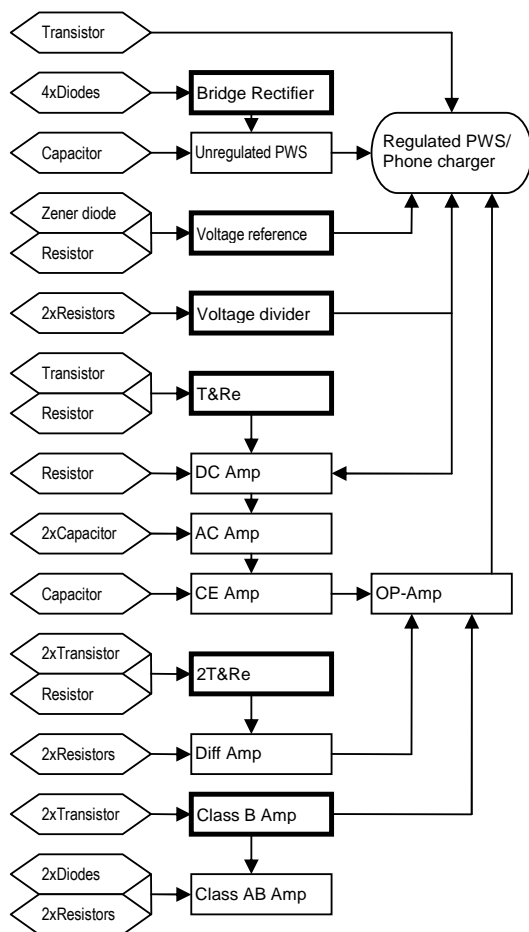 Transistor
4xDiodes
Bridge Rectifier
Capacitor
Unregulated PWS
Regulated PWS/
Phone charger
Zener diode
Resistor
Voltage reference
2xResistors
Voltage divider
Transistor
Resistor
T&Re
Resistor
DC Amp
2xCapacitor
AC Amp
Capacitor
CE Amp
OP-Amp
2xTransistor
Resistor
2T&Re
2xResistors
Diff Amp
2xTransistor
Class B Amp
2xDiodes
2xResistors
Class AB Amp